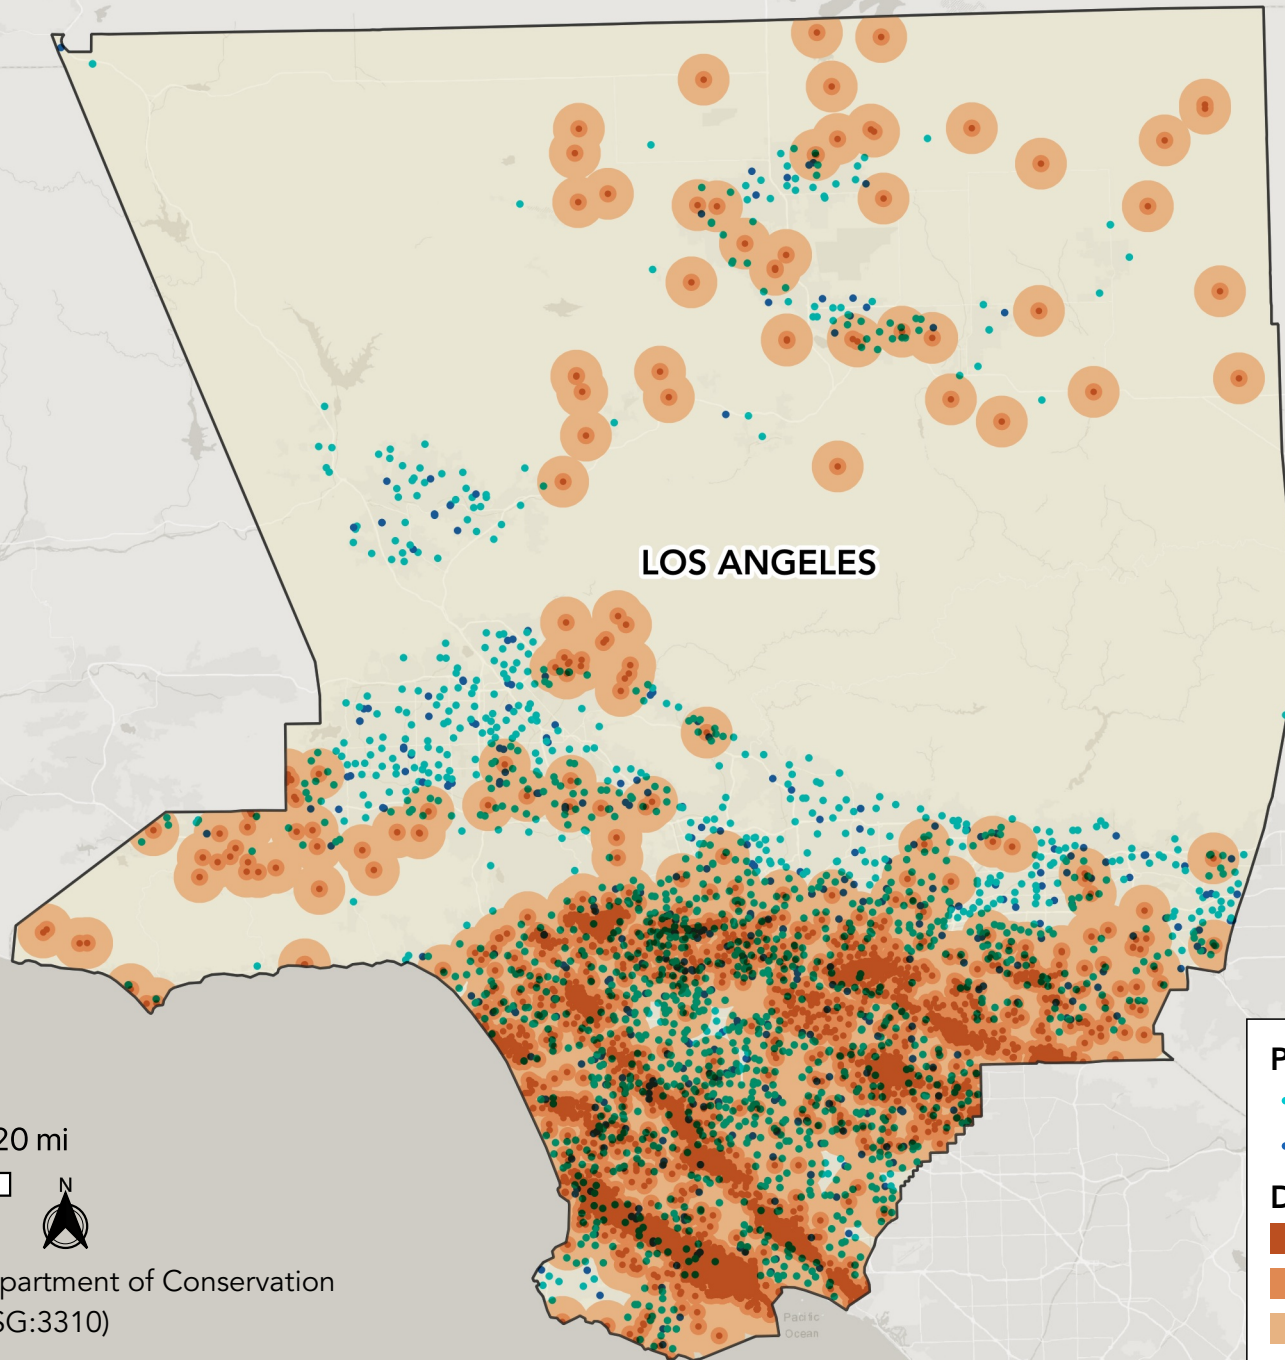 LOS ANGELES
P
20 mi
N
D
partment of Conservation
SG:3310)
Pacific
Ocean